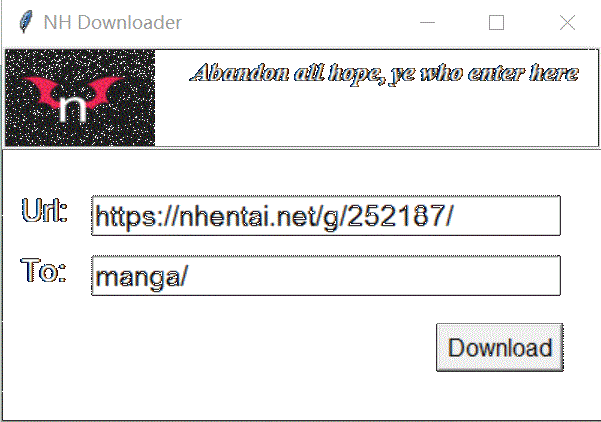 NH Downloader
n
Abandon all hope, ye who enter here
Url:
https://nhentai.net/g/252187/
To:
manga/
Download